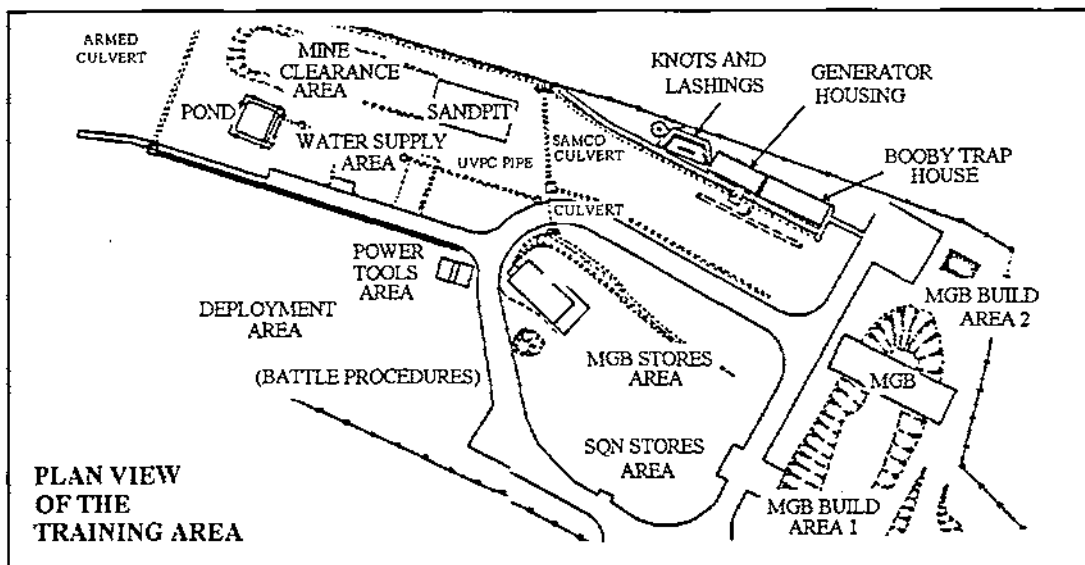 ARMED
CULVERT
MINE
CLEARANCE
AREA
KNOTS AND
LASHINGS
GENERATOR
HOUSING
POND
SANDPIT
WATER SUPPLY
AREA
UVPC PIPE
SAMCO
CULVERT
BOOBY TRAP
HOUSE
CULVERT
POWER
TOOLS
AREA
DEPLOYMENT
AREA
MGB BUILD
AREA 2
(BATTLE PROCEDURES)
MGB STORES
AREA
MGB
SQN STORES
AREA
MGB BUILD
AREA 1
PLAN VIEW
OF THE
TRAINING AREA